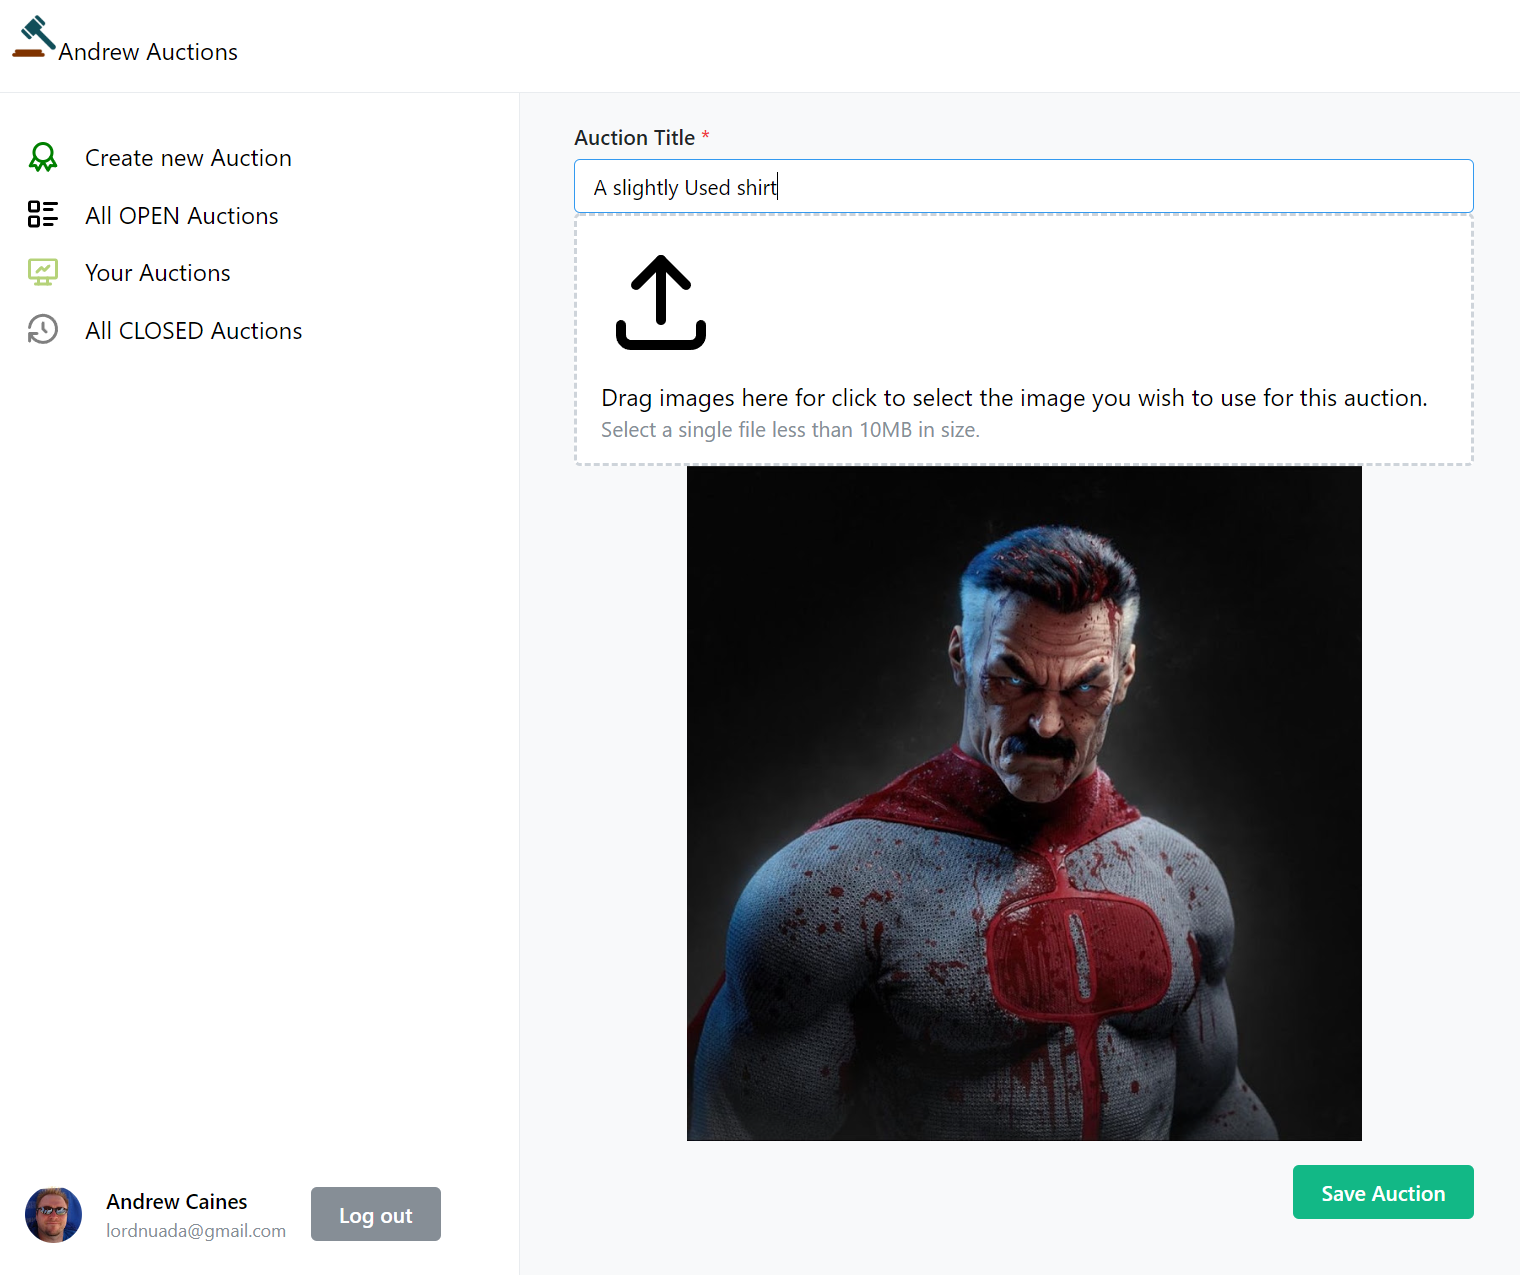 Andrew Auctions
Create new Auction
All OPEN Auctions
Your Auctions
All CLOSED Auctions
Auction Title *
A slightly Used shirt
Drag images here for click to select the image you wish to use for this auction.
Select a single file less than 10MB in size.
Save Auction
Andrew Caines
lordnuada@gmail.com
Log out